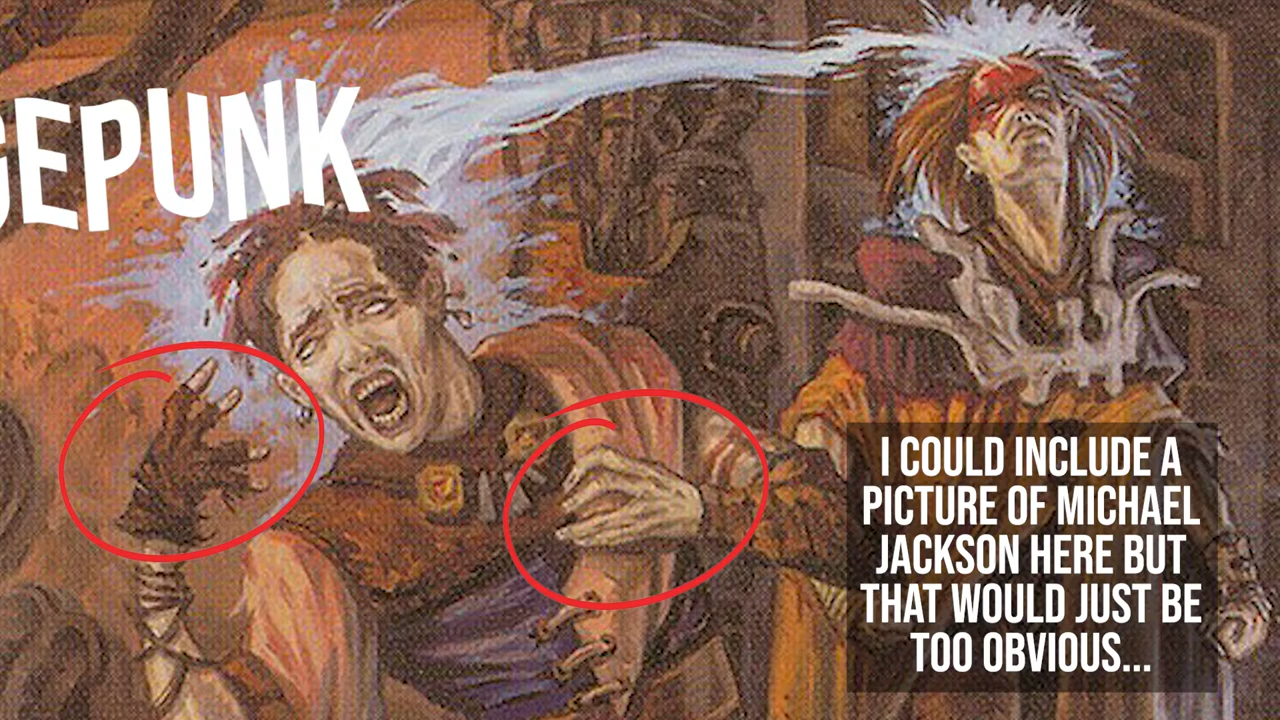 GEPUNK
I COULD INCLUDE A
PICTURE OF MICHAEL
JACKSON HERE BUT
THAT WOULD JUST BE
TOO OBVIOUS...